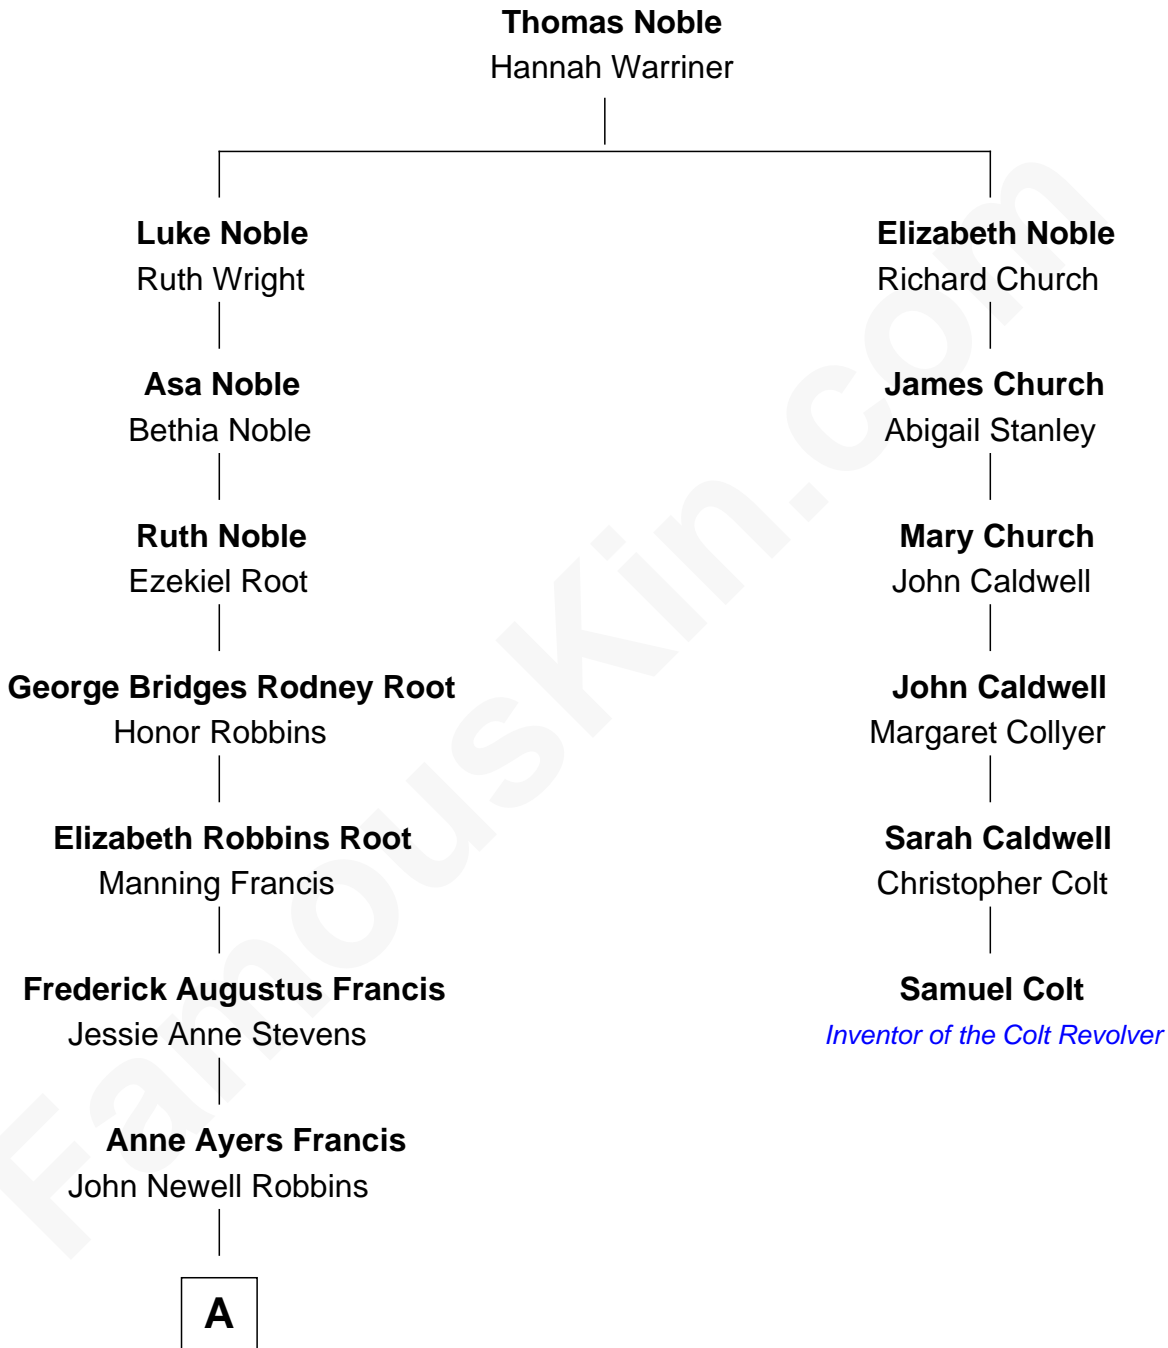 Thomas Noble
Hannah Warriner
Luke Noble
Ruth Wright
Elizabeth Noble
Richard Church
Asa Noble
Bethia Noble
James Church
Abigail Stanley
Ruth Noble
Ezekiel Root
Mary Church
John Caldwell
George Bridges Rodney Root
Honor Robbins
John Caldwell
Margaret Collyer
Elizabeth Robbins Root
Manning Francis
Sarah Caldwell
Christopher Colt
Frederick Augustus Francis
Jessie Anne Stevens
Samuel Colt
Inventor of the Colt Revolver
Anne Ayers Francis
John Newell Robbins
A
FamousKin.com